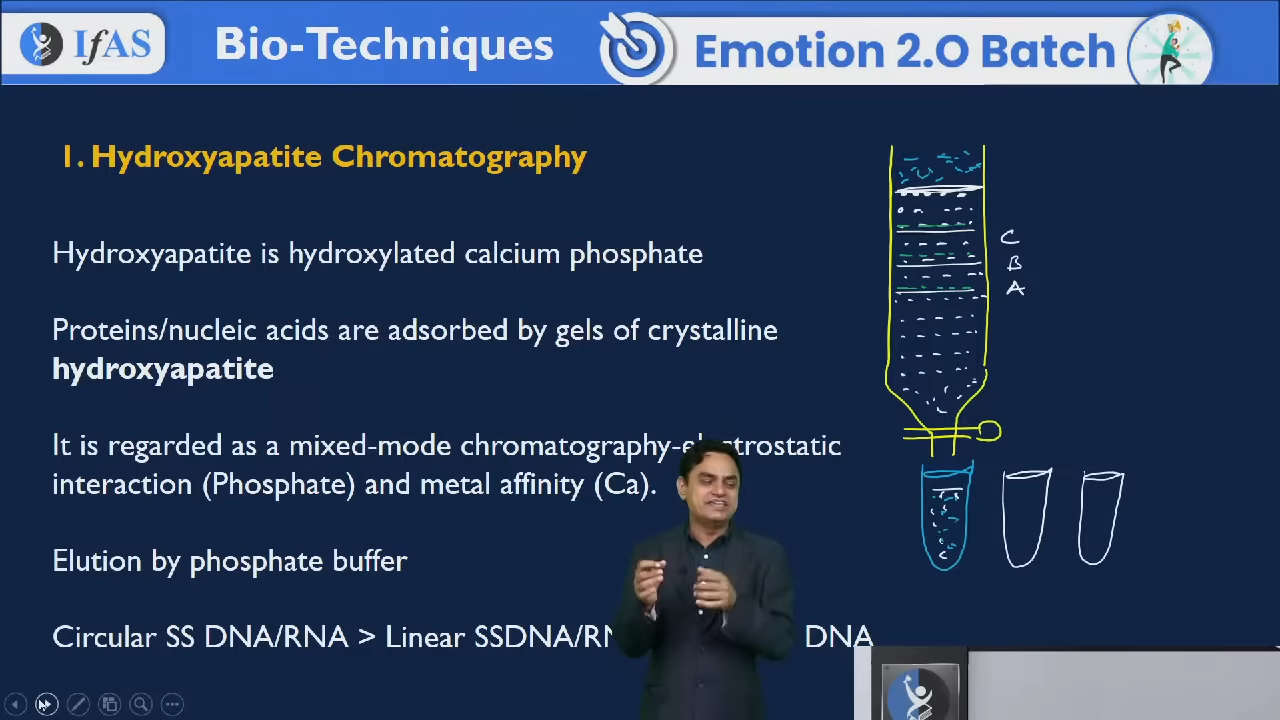 IfAS
Bio-Techniques
Emotion 2.O Batch
1. Hydroxyapatite Chromatography
Hydroxyapatite is hydroxylated calcium phosphate
Proteins/nucleic acids are adsorbed by gels of crystalline
hydroxyapatite
It is regarded as a mixed-mode chromatography-electrostatic
interaction (Phosphate) and metal affinity (Ca).
Elution by phosphate buffer
Circular SS DNA/RNA > Linear SSDNA/ DNA
C
B
A